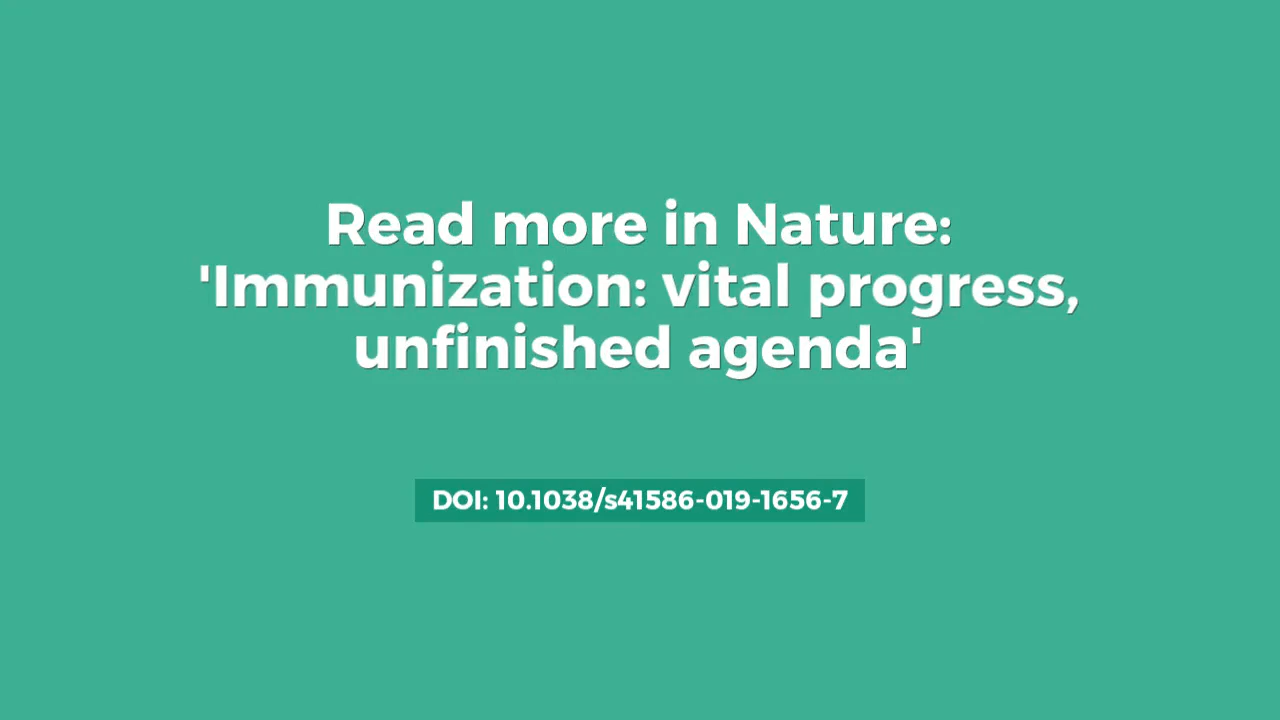 Read more in Nature:
'Immunization: vital progress,
unfinished agenda'
DOI: 10.1038/s41586-019-1656-7